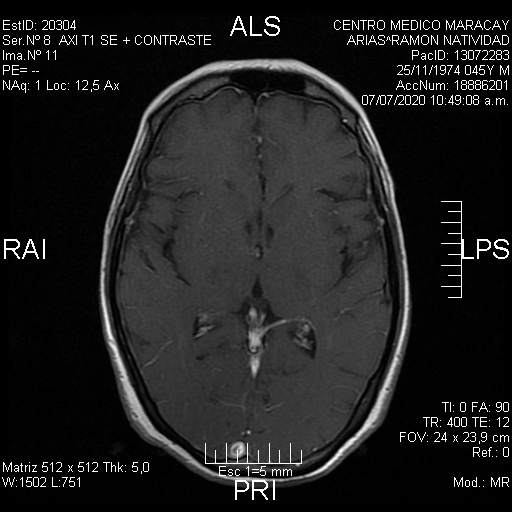 EstID: 20304
Ser.Nº 8 AXI T1 SE + CONTRASTE
Ima.Nº 11
PE= --
NAq: 1 Loc: 12,5 Ax
ALS
CENTRO MEDICO MARACAY
ARIAS^RAMON NATIVIDAD
PacID: 13072283
25/11/1974 045Y M
AccNum: 18886201
07/07/2020 10:49:08 a.m.
RAI
LPS
TI: 0 FA: 90
TR: 400 TE: 12
FOV: 24 x 23,9 cm
Ref.: 0
Mod.: MR
Matriz 512 x 512 Thk: 5,0
W:1502 L:751
Esc 1=5 mm
PRI